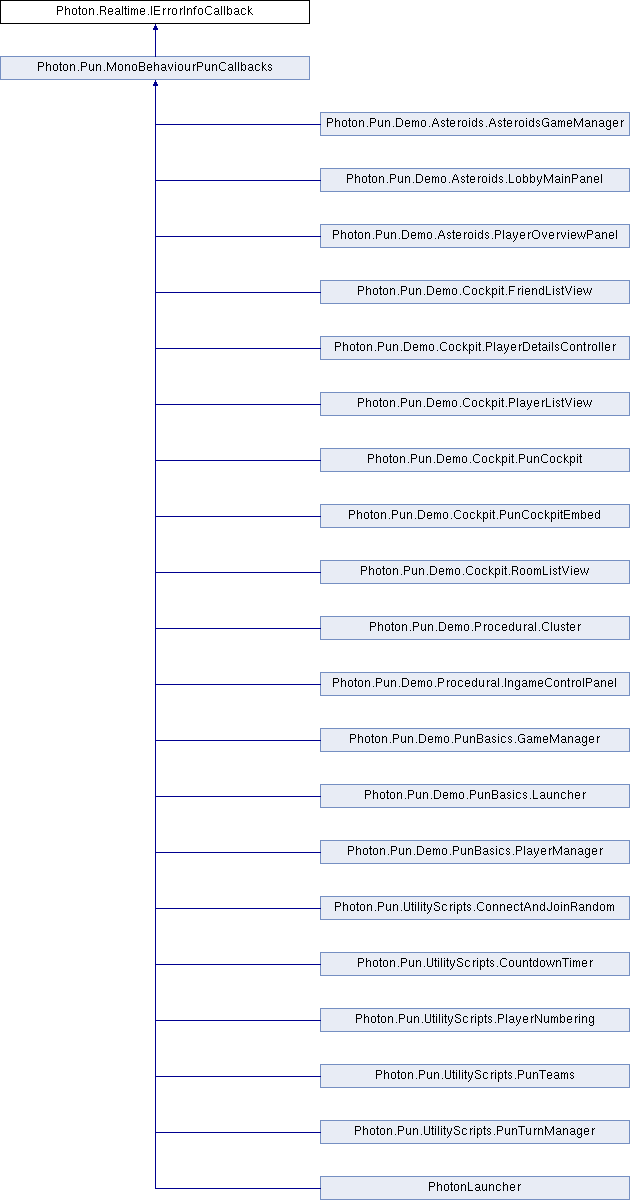 Photon.Realtime.IErrorInfoCallback
Photon.Pun.MonoBehaviourPunCallbacks
Photon.Pun.Demo.Asteroids.AsteroidsGameManager
Photon.Pun.Demo.Asteroids.LobbyMainPanel
Photon.Pun.Demo.Asteroids.PlayerOverviewPanel
Photon.Pun.Demo.Cockpit.FriendListView
Photon.Pun.Demo.Cockpit.PlayerDetailsController
Photon.Pun.Demo.Cockpit.PlayerListView
Photon.Pun.Demo.Cockpit.PunCockpit
Photon.Pun.Demo.Cockpit.PunCockpitEmbed
Photon.Pun.Demo.Cockpit.RoomListView
Photon.Pun.Demo.Procedural.Cluster
Photon.Pun.Demo.Procedural.IngameControlPanel
Photon.Pun.Demo.PunBasics.GameManager
Photon.Pun.Demo.PunBasics.Launcher
Photon.Pun.Demo.PunBasics.PlayerManager
Photon.Pun.UtilityScripts.ConnectAndJoinRandom
Photon.Pun.UtilityScripts.CountdownTimer
Photon.Pun.UtilityScripts.PlayerNumbering
Photon.Pun.UtilityScripts.PunTeams
Photon.Pun.UtilityScripts.PunTurnManager
PhotonLauncher